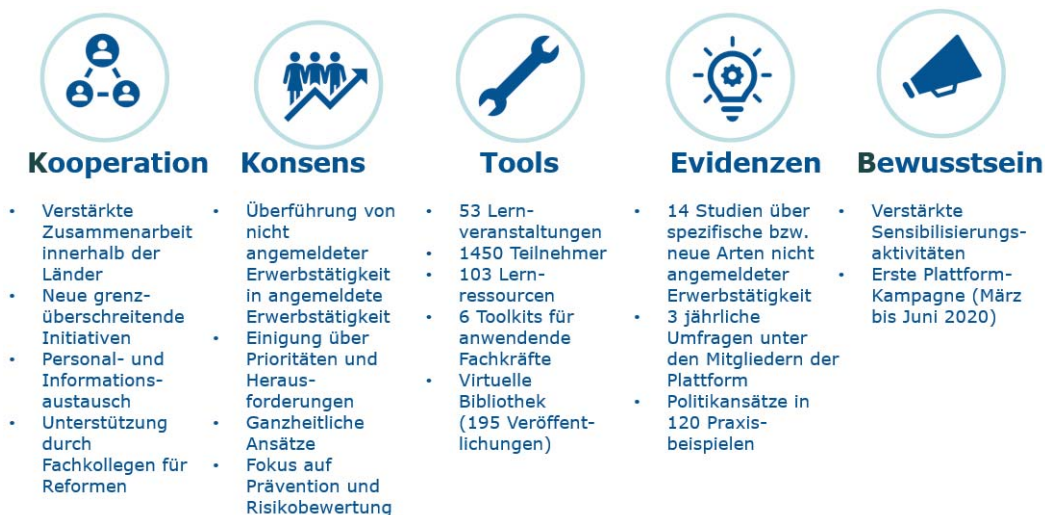 Kooperation
• Verstärkte
Zusammenarbeit
innerhalb der
Länder
• Neue grenz-
überschreitende
Initiativen
• Personal- und
Informations-
austausch
• Unterstützung
durch
Fachkollegen für
Reformen
Konsens
• Überführung von
nicht
angemeldeter
Erwerbstätigkeit
in angemeldete
Erwerbstätigkeit
• Einigung über
Prioritäten und
Heraus-
forderungen
• Ganzheitliche
Ansätze
• Fokus auf
Prävention und
Risikobewertung
Tools
• 53 Lern-
veranstaltungen
• 1450 Teilnehmer
• 103 Lern-
ressourcen
• 6 Toolkits für
anwendende
Fachkräfte
• Virtuelle
Bibliothek
(195 Veröffent-
lichungen)
Evidenzen
• 14 Studien über
spezifische bzw.
neue Arten nicht
angemeldeter
Erwerbstätigkeit
• 3 jährliche
Umfragen unter
den Mitgliedern der
Plattform
• Politikansätze in
120 Praxis-
beispielen
Bewusstsein
• Verstärkte
Sensibilisierungs-
aktivitäten
• Erste Plattform-
Kampagne (März
bis Juni 2020)